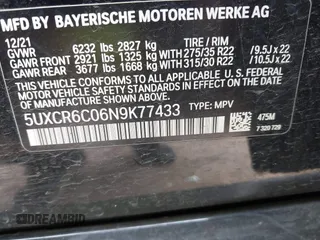 MFD BY BAYERISCHE MOTOREN WERKE AG
12/21
GVWR 6232 lbs 2827 kg TIRE / RIM
GAWR FRONT 2921 lbs 1325 kg 275/35 R22 / 9.5J x 22
GAWR REAR 3677 lbs 1668 kg 315/30 R22 / 10.5J x 22
THIS VEHICLE CONFORMS TO ALL APPLICABLE
FEDERAL MOTOR VEHICLE SAFETY STANDARDS IN
EFFECT ON THE DATE OF MANUFACTURE SHOWN ABOVE.
5UXCR6C06N9K77433 TYPE: MPV
475M
7 320 729
DREAMBID